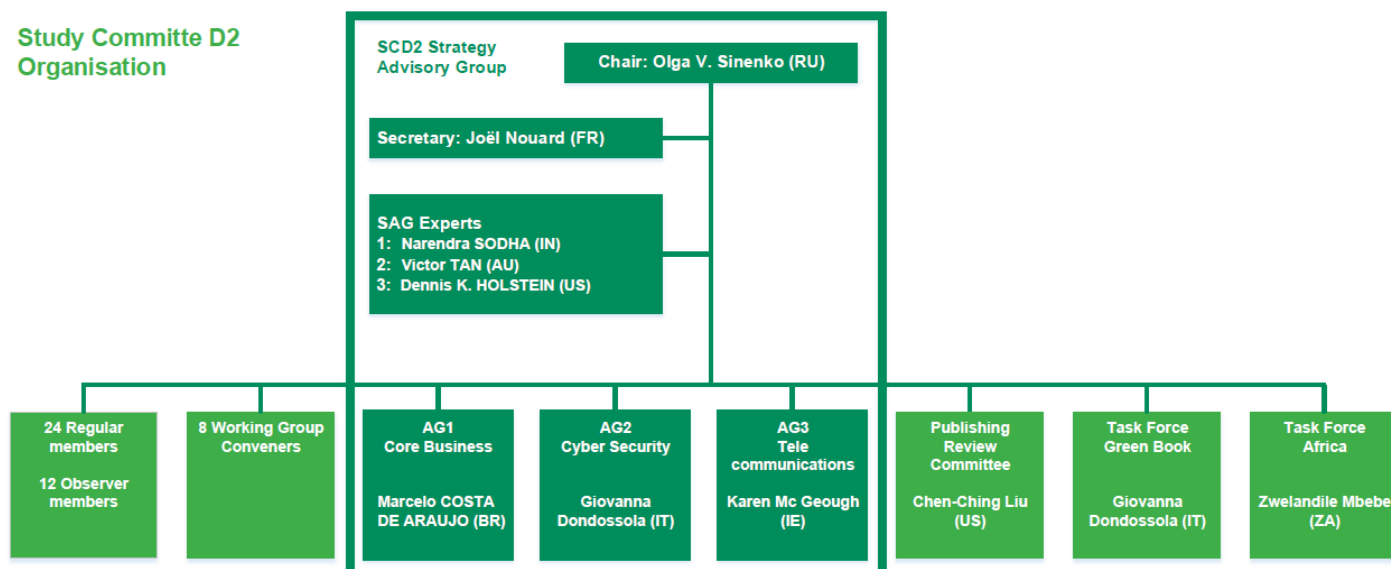 Study Committe D2
Organisation
SCD2 Strategy
Advisory Group
Chair: Olga V. Sinenko (RU)
Secretary: Joël Nouard (FR)
SAG Experts
1: Narendra SODHA (IN)
2: Victor TAN (AU)
3: Dennis K. HOLSTEIN (US)
24 Regular
members
12 Observer
members
8 Working Group
Conveners
AG1
Core Business
Marcelo COSTA
DE ARAUJO (BR)
AG2
Cyber Security
Giovanna
Dondossola (IT)
AG3
Tele
communications
Karen Mc Geough
(IE)
Publishing
Review
Committee
Chen-Ching Liu
(US)
Task Force
Green Book
Giovanna
Dondossola (IT)
Task Force
Africa
Zwelandile Mbebe
(ZA)